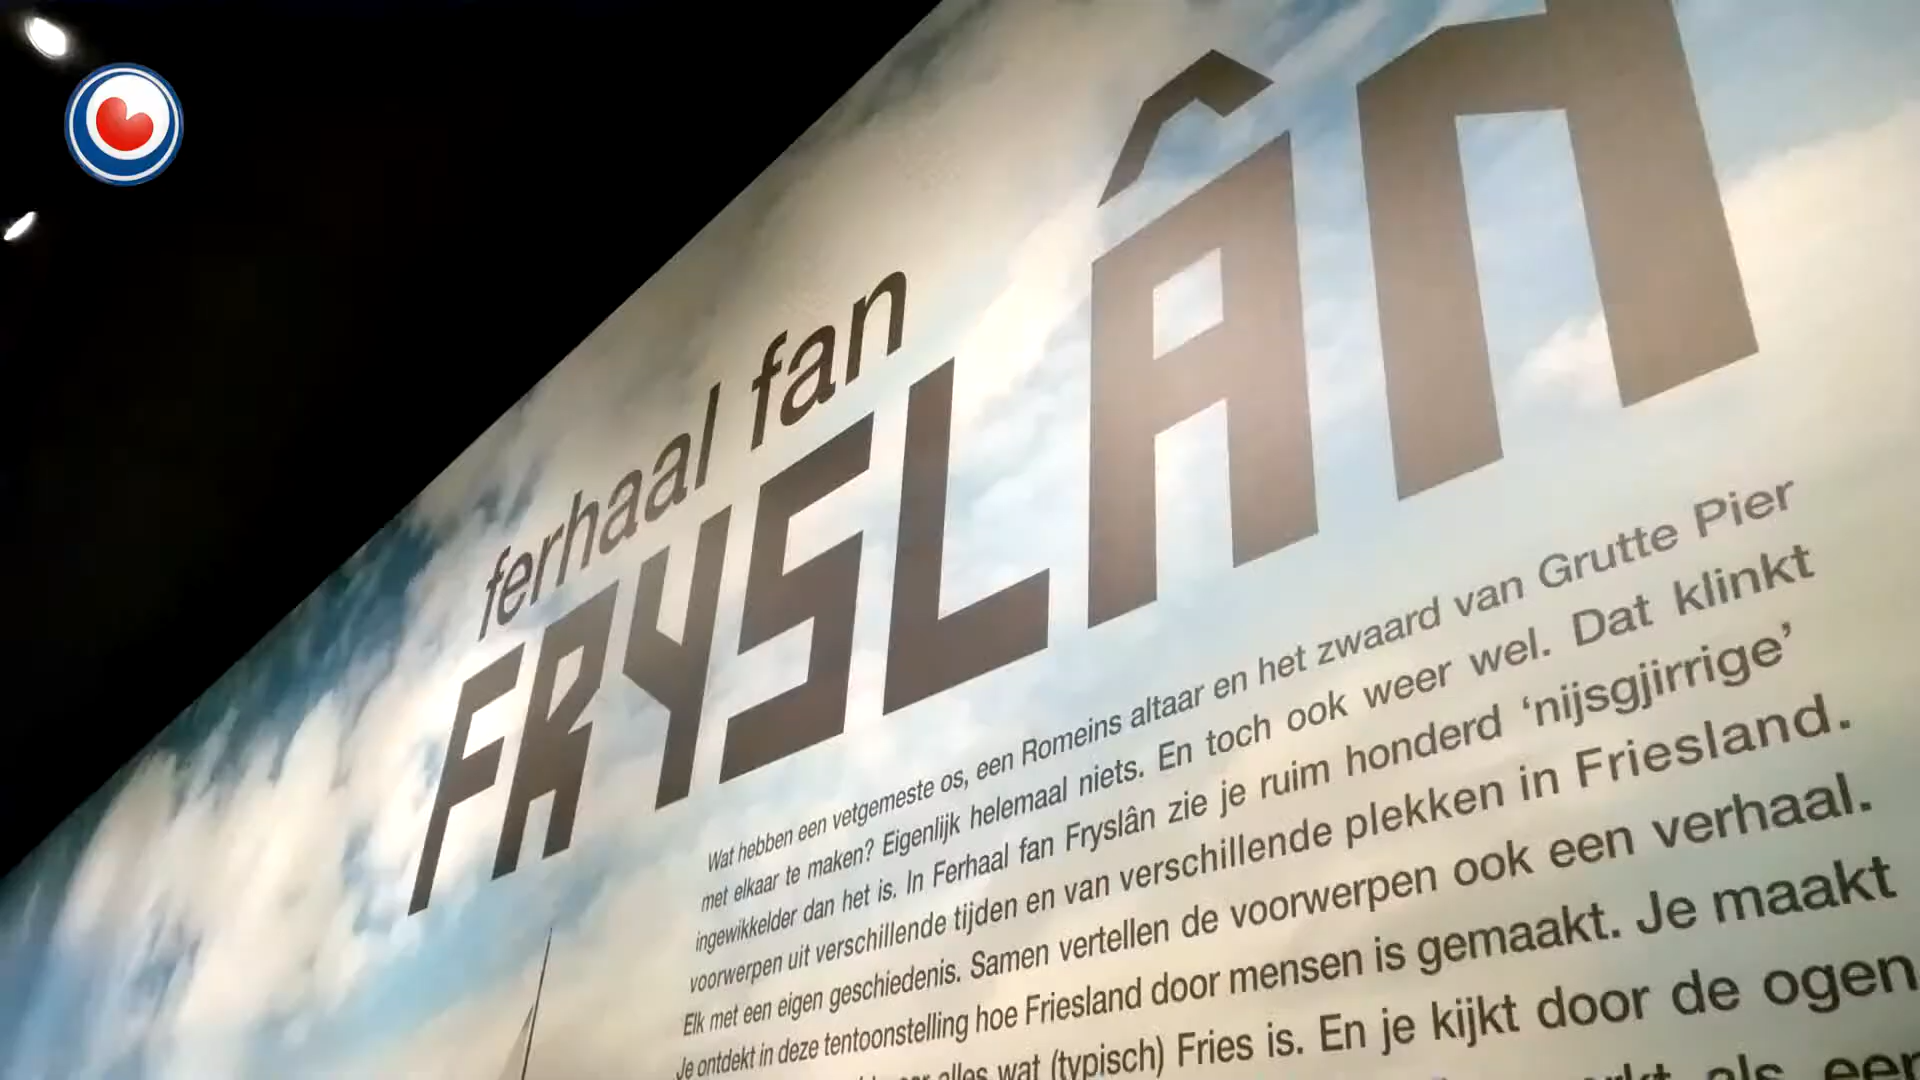 ferhaal fan
FRYSLÂN
Wat hebben een vetgemeste os, een Romeins altaar en het zwaard van Grutte Pier
met elkaar te maken? Eigenlijk helemaal niets. En toch ook weer wel. Dat klinkt
ingewikkelder dan het is. In Ferhaal fan Fryslân zie je ruim honderd ‘nijsgjirrige’
voorwerpen uit verschillende tijden en van verschillende plekken in Friesland.
Elk met een eigen geschiedenis. Samen vertellen de voorwerpen ook een verhaal.
Je ontdekt in deze tentoonstelling hoe Friesland door mensen is gemaakt. Je maakt
alles wat (typisch) Fries is. En je kijkt door de ogen
als een